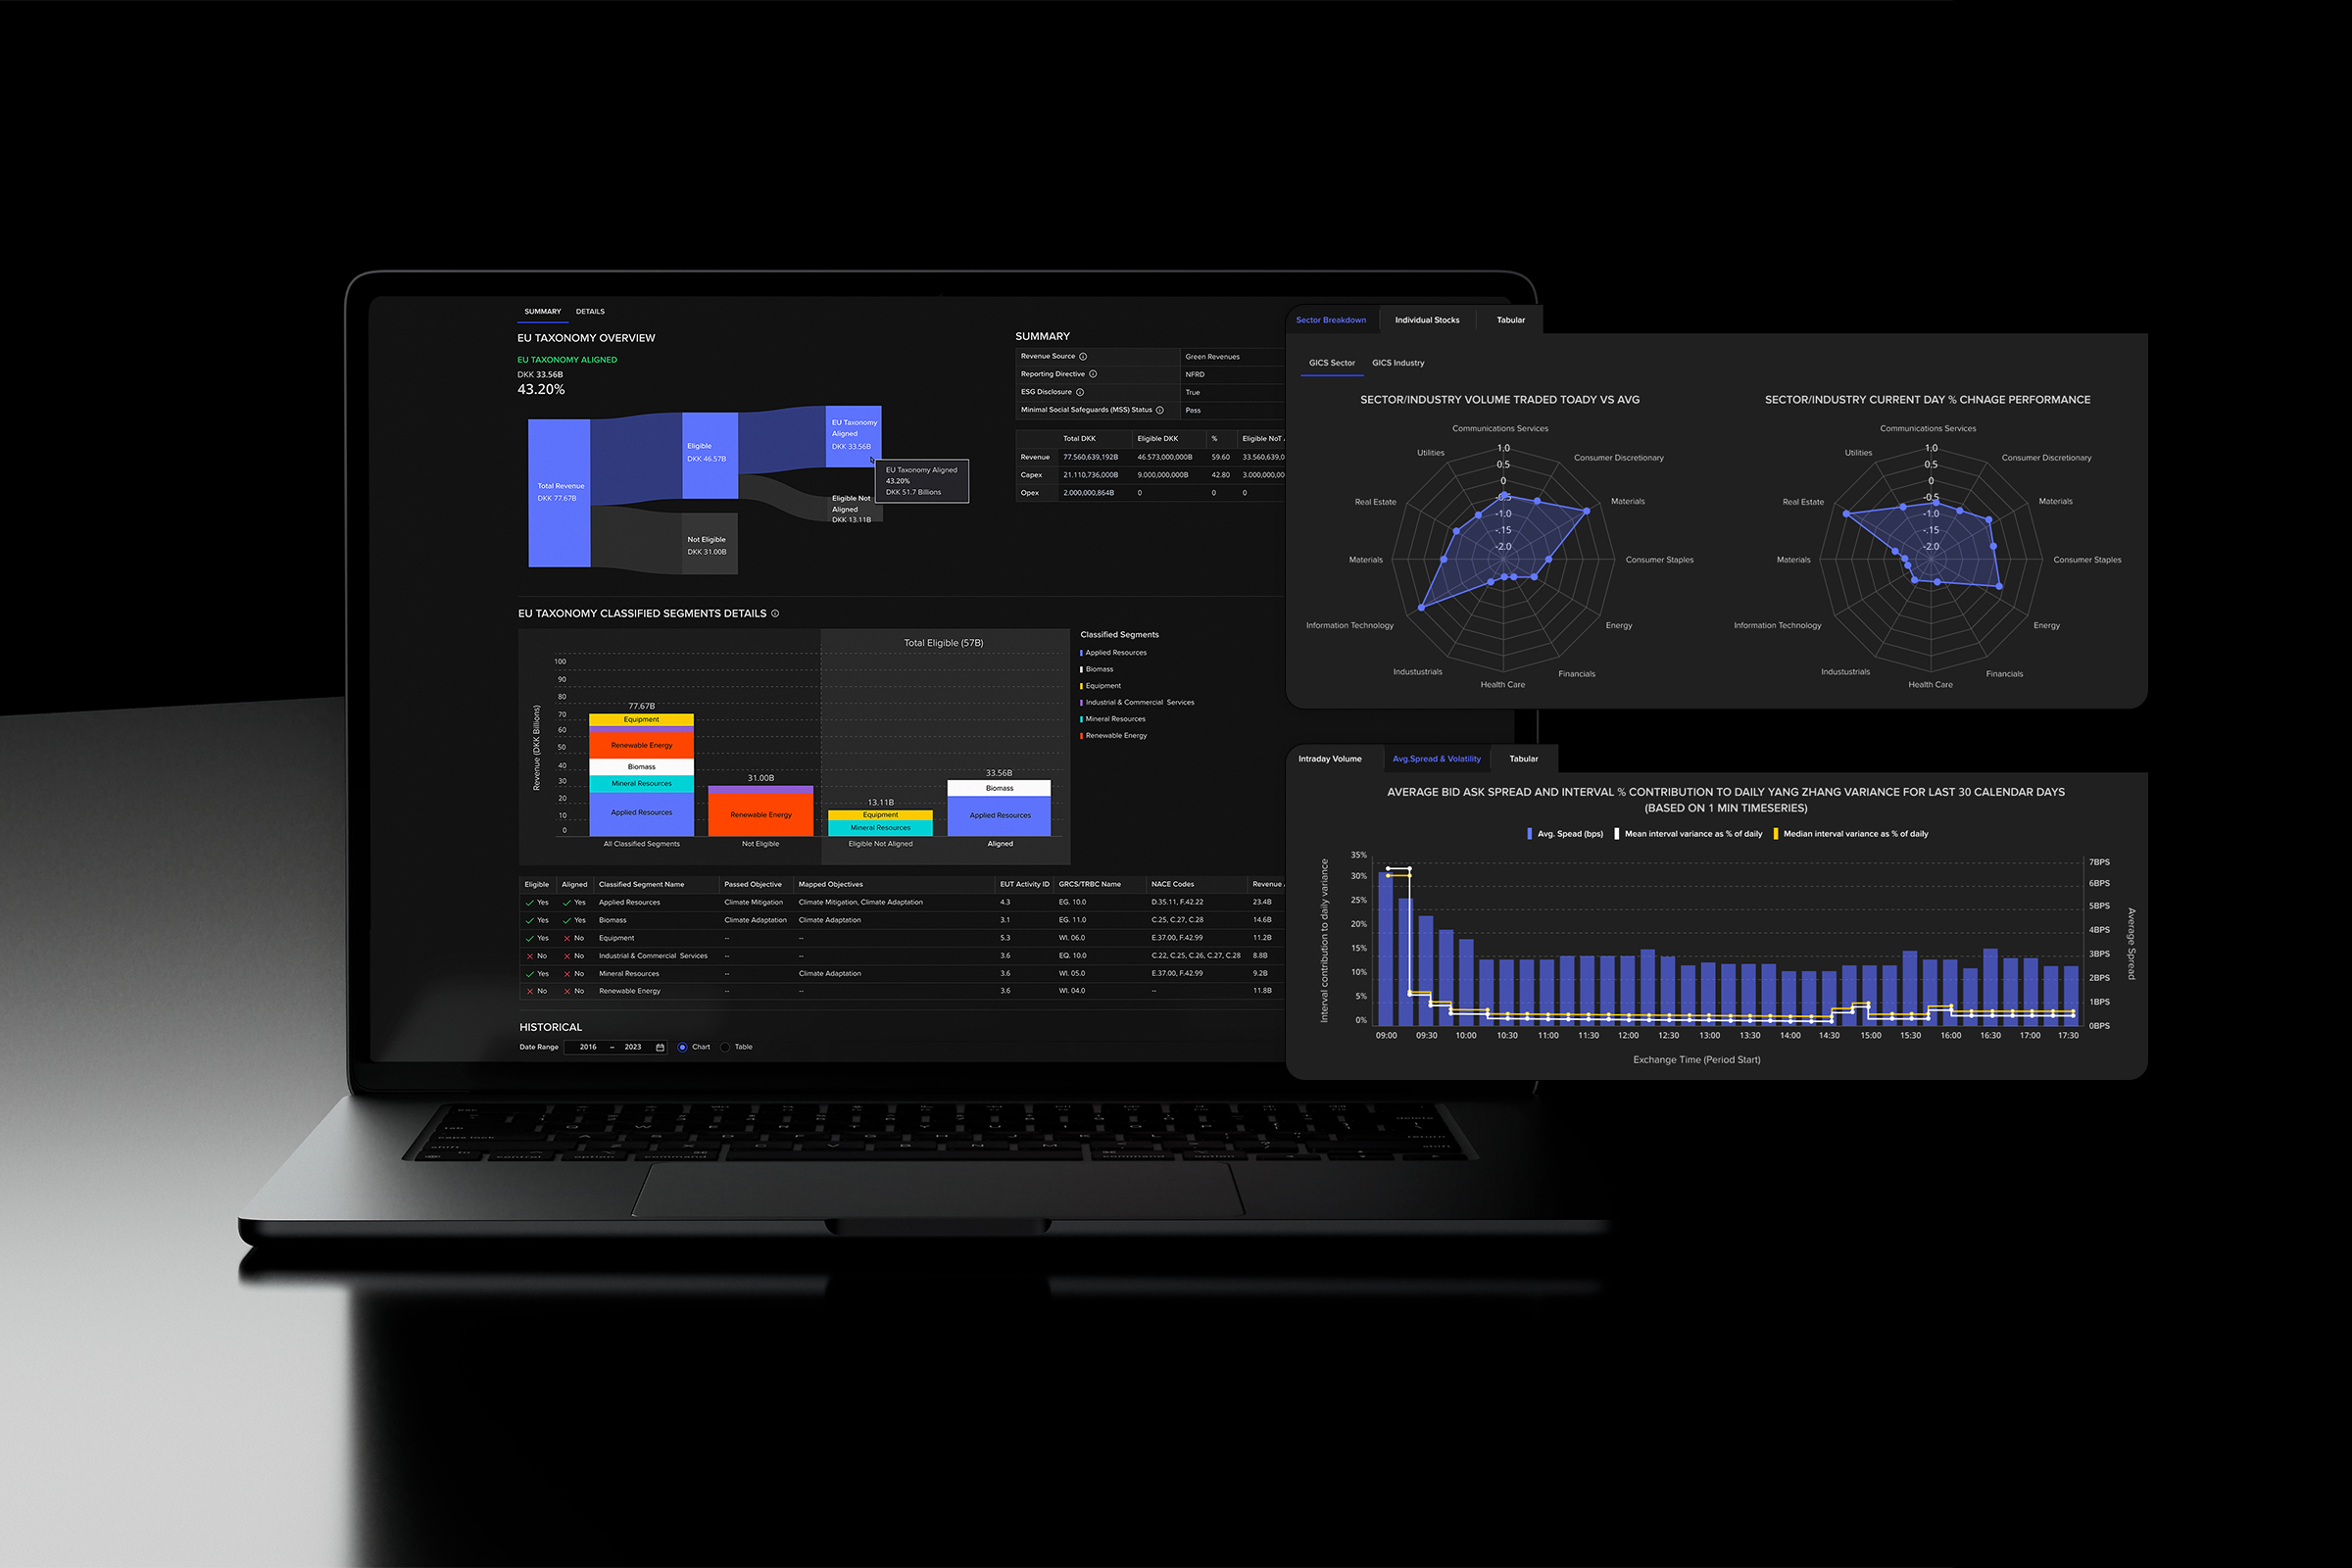 SUMMARY DETAILS
EU TAXONOMY OVERVIEW
EU TAXONOMY ALIGNED
DKK 33.56B
43.20%
Total Revenue
DKK 77.67B
Eligible
DKK 46.57B
Not Eligible
DKK 31.00B
EU Taxonomy
Aligned
DKK 33.56B
Eligible Not
Aligned
DKK 13.11B
EU Taxonomy Aligned
43.20%
DKK 51.7 Billions
SUMMARY
Revenue Source Green Revenues
Reporting Directive NFRD
ESG Disclosure True
Minimal Social Safeguards (MSS) Status Pass
Total DKK Eligible DKK % Eligible NoT
Revenue 77.560,639,192B 46.573,000,000B 59.60 33.560,639,0
Capex 21.110,736,000B 9.000,000,000B 42.80 3.000,000,00
Opex 2.000,000,864B 0 0 0
EU TAXONOMY CLASSIFIED SEGMENTS DETAILS
Total Eligible (57B)
Revenue (DKK Billions)
100
90
80
70
60
50
40
30
20
10
0
77.67B
Equipment
Renewable Energy
Biomass
Mineral Resources
Applied Resources
31.00B
Renewable Energy
13.11B
Equipment
Mineral Resources
33.56B
Biomass
Applied Resources
All Classified Segments Not Eligible Eligible Not Aligned Aligned
Classified Segments
Applied Resources
Biomass
Equipment
Industrial & Commercial Services
Mineral Resources
Renewable Energy
Eligible Aligned Classified Segment Name Passed Objective Mapped Objectives EUT Activity ID GRCS/TRBC Name NACE Codes Revenue
Yes Yes Applied Resources Climate Mitigation Climate Mitigation, Climate Adaptation 4.3 EG. 10.0 D.35.11, F.42.22 23.4B
Yes Yes Biomass Climate Adaptation Climate Adaptation 3.1 EG. 11.0 C.25, C.27, C.28 14.6B
Yes No Equipment -- -- 5.3 WI. 06.0 E.37.00, F.42.99 11.2B
No No Industrial & Commercial Services -- -- 3.6 EQ. 10.0 C.22, C.25, C.26, C.27, C.28 8.8B
Yes No Mineral Resources -- Climate Adaptation 3.6 WI. 05.0 E.37.00, F.42.99 9.2B
No No Renewable Energy -- -- 3.6 WI. 04.0 -- 11.8B
HISTORICAL
Date Range 2016 – 2023 Chart Table
Sector Breakdown Individual Stocks Tabular
GICS Sector GICS Industry
SECTOR/INDUSTRY VOLUME TRADED TOADY VS AVG
Communications Services
Consumer Discretionary
Materials
Consumer Staples
Energy
Financials
Health Care
Industustrials
Information Technology
Materials
Real Estate
Utilities
1.0
0.5
0
-0.5
-1.0
-.15
-2.0
SECTOR/INDUSTRY CURRENT DAY % CHNAGE PERFORMANCE
Communications Services
Consumer Discretionary
Materials
Consumer Staples
Energy
Financials
Health Care
Industustrials
Information Technology
Materials
Real Estate
Utilities
1.0
0.5
0
-0.5
-1.0
-.15
-2.0
Intraday Volume Avg.Spread & Volatility Tabular
AVERAGE BID ASK SPREAD AND INTERVAL % CONTRIBUTION TO DAILY YANG ZHANG VARIANCE FOR LAST 30 CALENDAR DAYS
(BASED ON 1 MIN TIMESERIES)
Avg. Spead (bps) Mean interval variance as % of daily Median interval variance as % of daily
Interval contribution to daily variance
35%
30%
25%
20%
15%
10%
5%
0%
7BPS
6BPS
5BPS
4BPS
3BPS
2BPS
1BPS
0BPS
Average Spread
09:00 09:30 10:00 10:30 11:00 11:30 12:00 12:30 13:00 13:30 14:00 14:30 15:00 15:30 16:00 16:30 17:00 17:30
Exchange Time (Period Start)